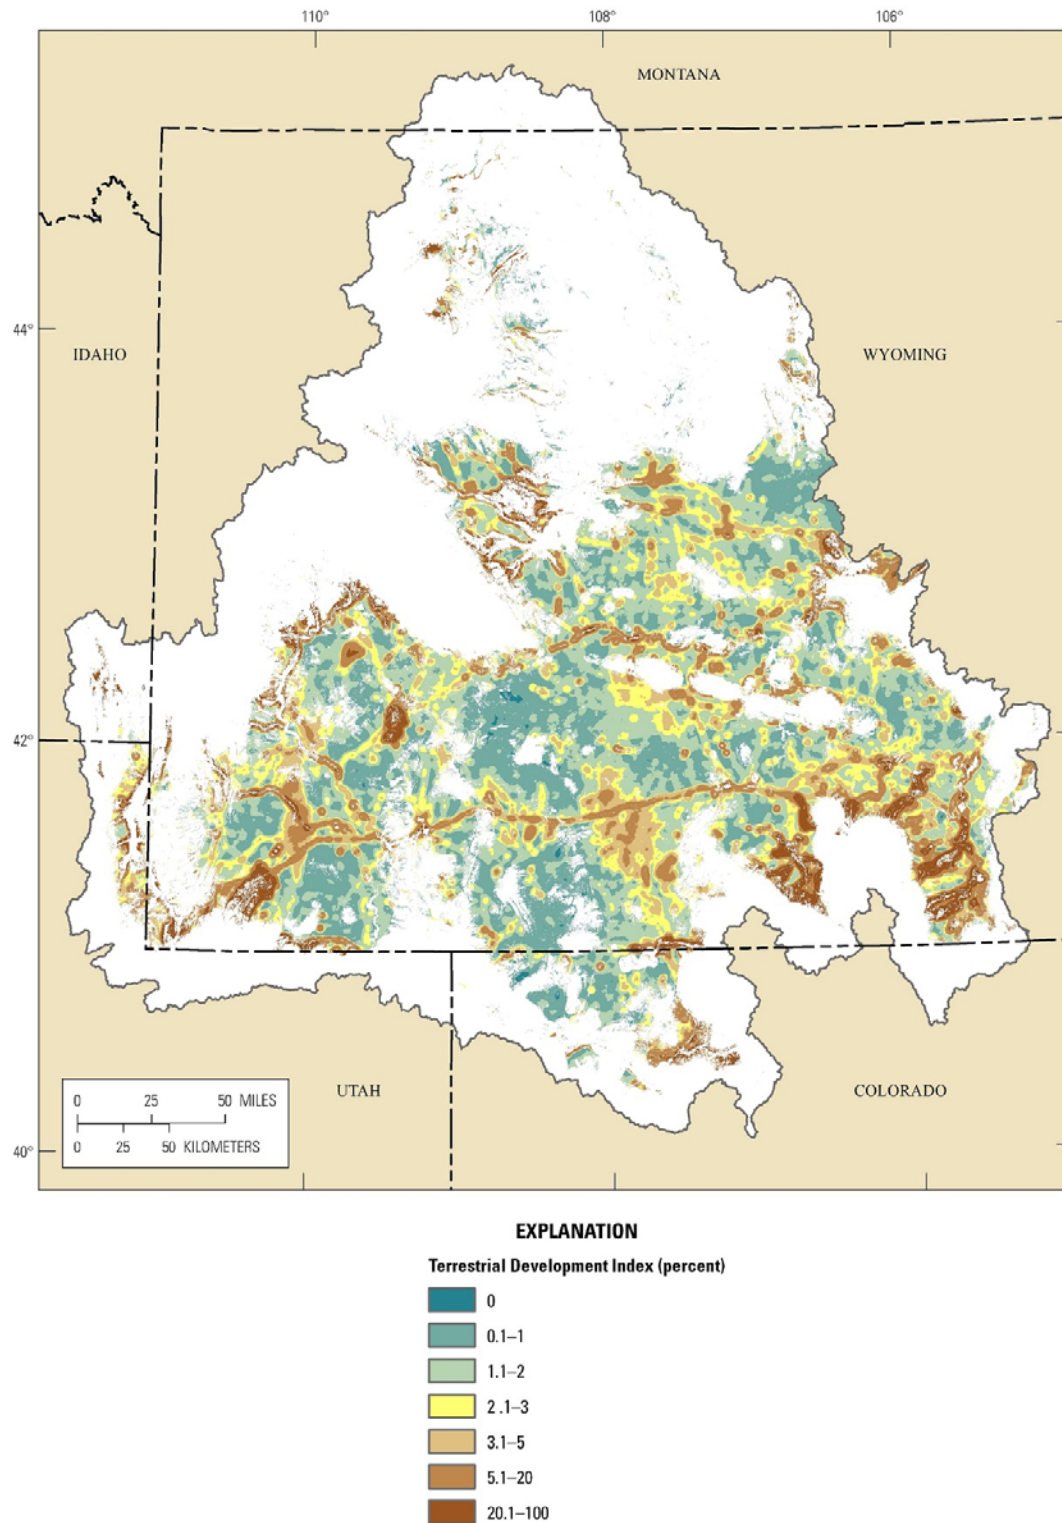 110° 108° 106°
MONTANA
44°
IDAHO WYOMING
42°
0 25 50 MILES
0 25 50 KILOMETERS
UTAH COLORADO
40°
EXPLANATION
Terrestrial Development Index (percent)
0
0.1–1
1.1–2
2 .1–3
3.1–5
5.1–20
20.1–100